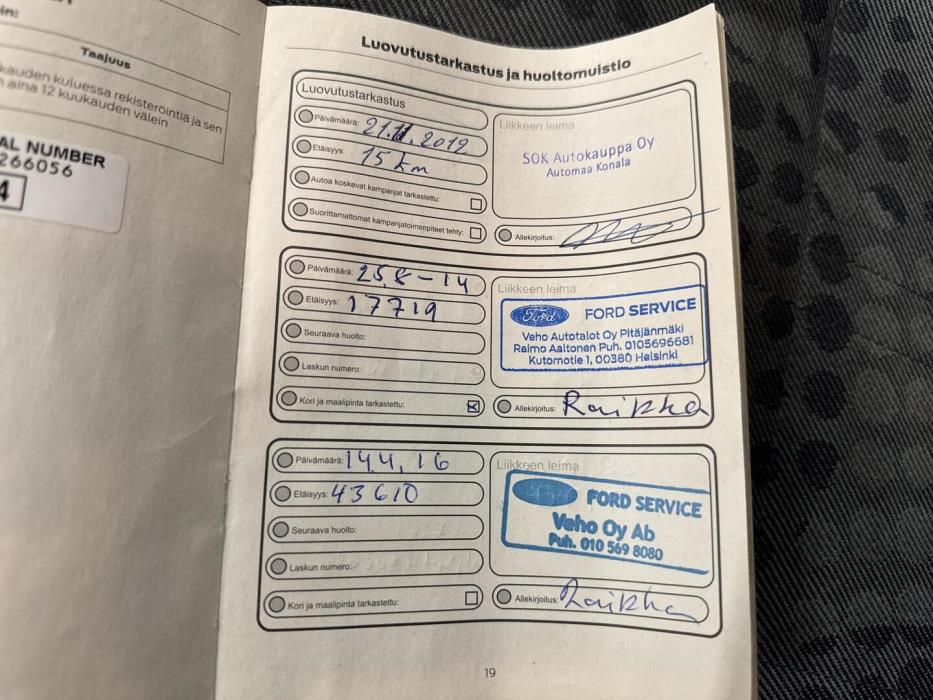 in:
Taajuus
kauden kuluessa rekisteröintiä ja sen
aina 12 kuukauden välein
AL NUMBER
266056
4
Luovutustarkastus ja huoltomuistio
Luovutustarkastus
Päivämäärä: 21.11.2012
Etäisyys: 15 km
Autoa koskevat kampanjat tarkastettu:
Suorittamattomat kampanjatoimenpiteet tehty:
Liikkeen leima
SOK Autokauppa Oy
Automaa Konala
Allekirjoitus:
Päivämäärä: 25.8-14
Etäisyys: 17719
Seuraava huolto:
Laskun numero:
Kori ja maalipinta tarkastettu:
Liikkeen leima
Ford FORD SERVICE
Veho Autotalot Oy Pitäjänmäki
Raimo Aaltonen Puh. 0105696681
Kutomotie 1, 00380 Helsinki
Allekirjoitus: Raikka
Päivämäärä: 14.4.16
Etäisyys: 43610
Seuraava huolto:
Laskun numero:
Kori ja maalipinta tarkastettu:
Liikkeen leima
FORD SERVICE
Veho Oy Ab
Puh. 010 569 8080
Allekirjoitus: Raikka
19